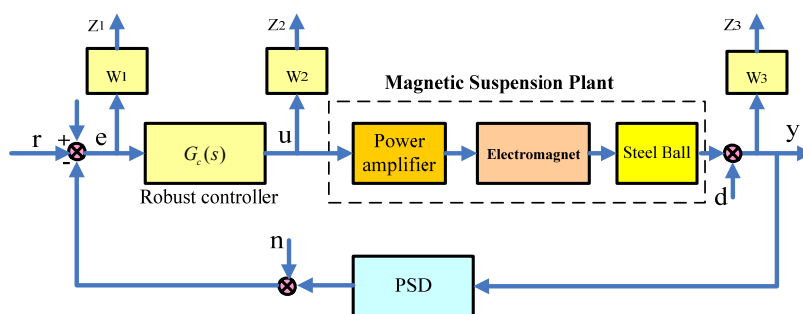 Z1
Z2
Z3
W1
W2
W3
Magnetic Suspension Plant
r
+
-
e
Gc(s)
u
Power
amplifier
Electromagnet
Steel Ball
y
d
Robust controller
n
PSD